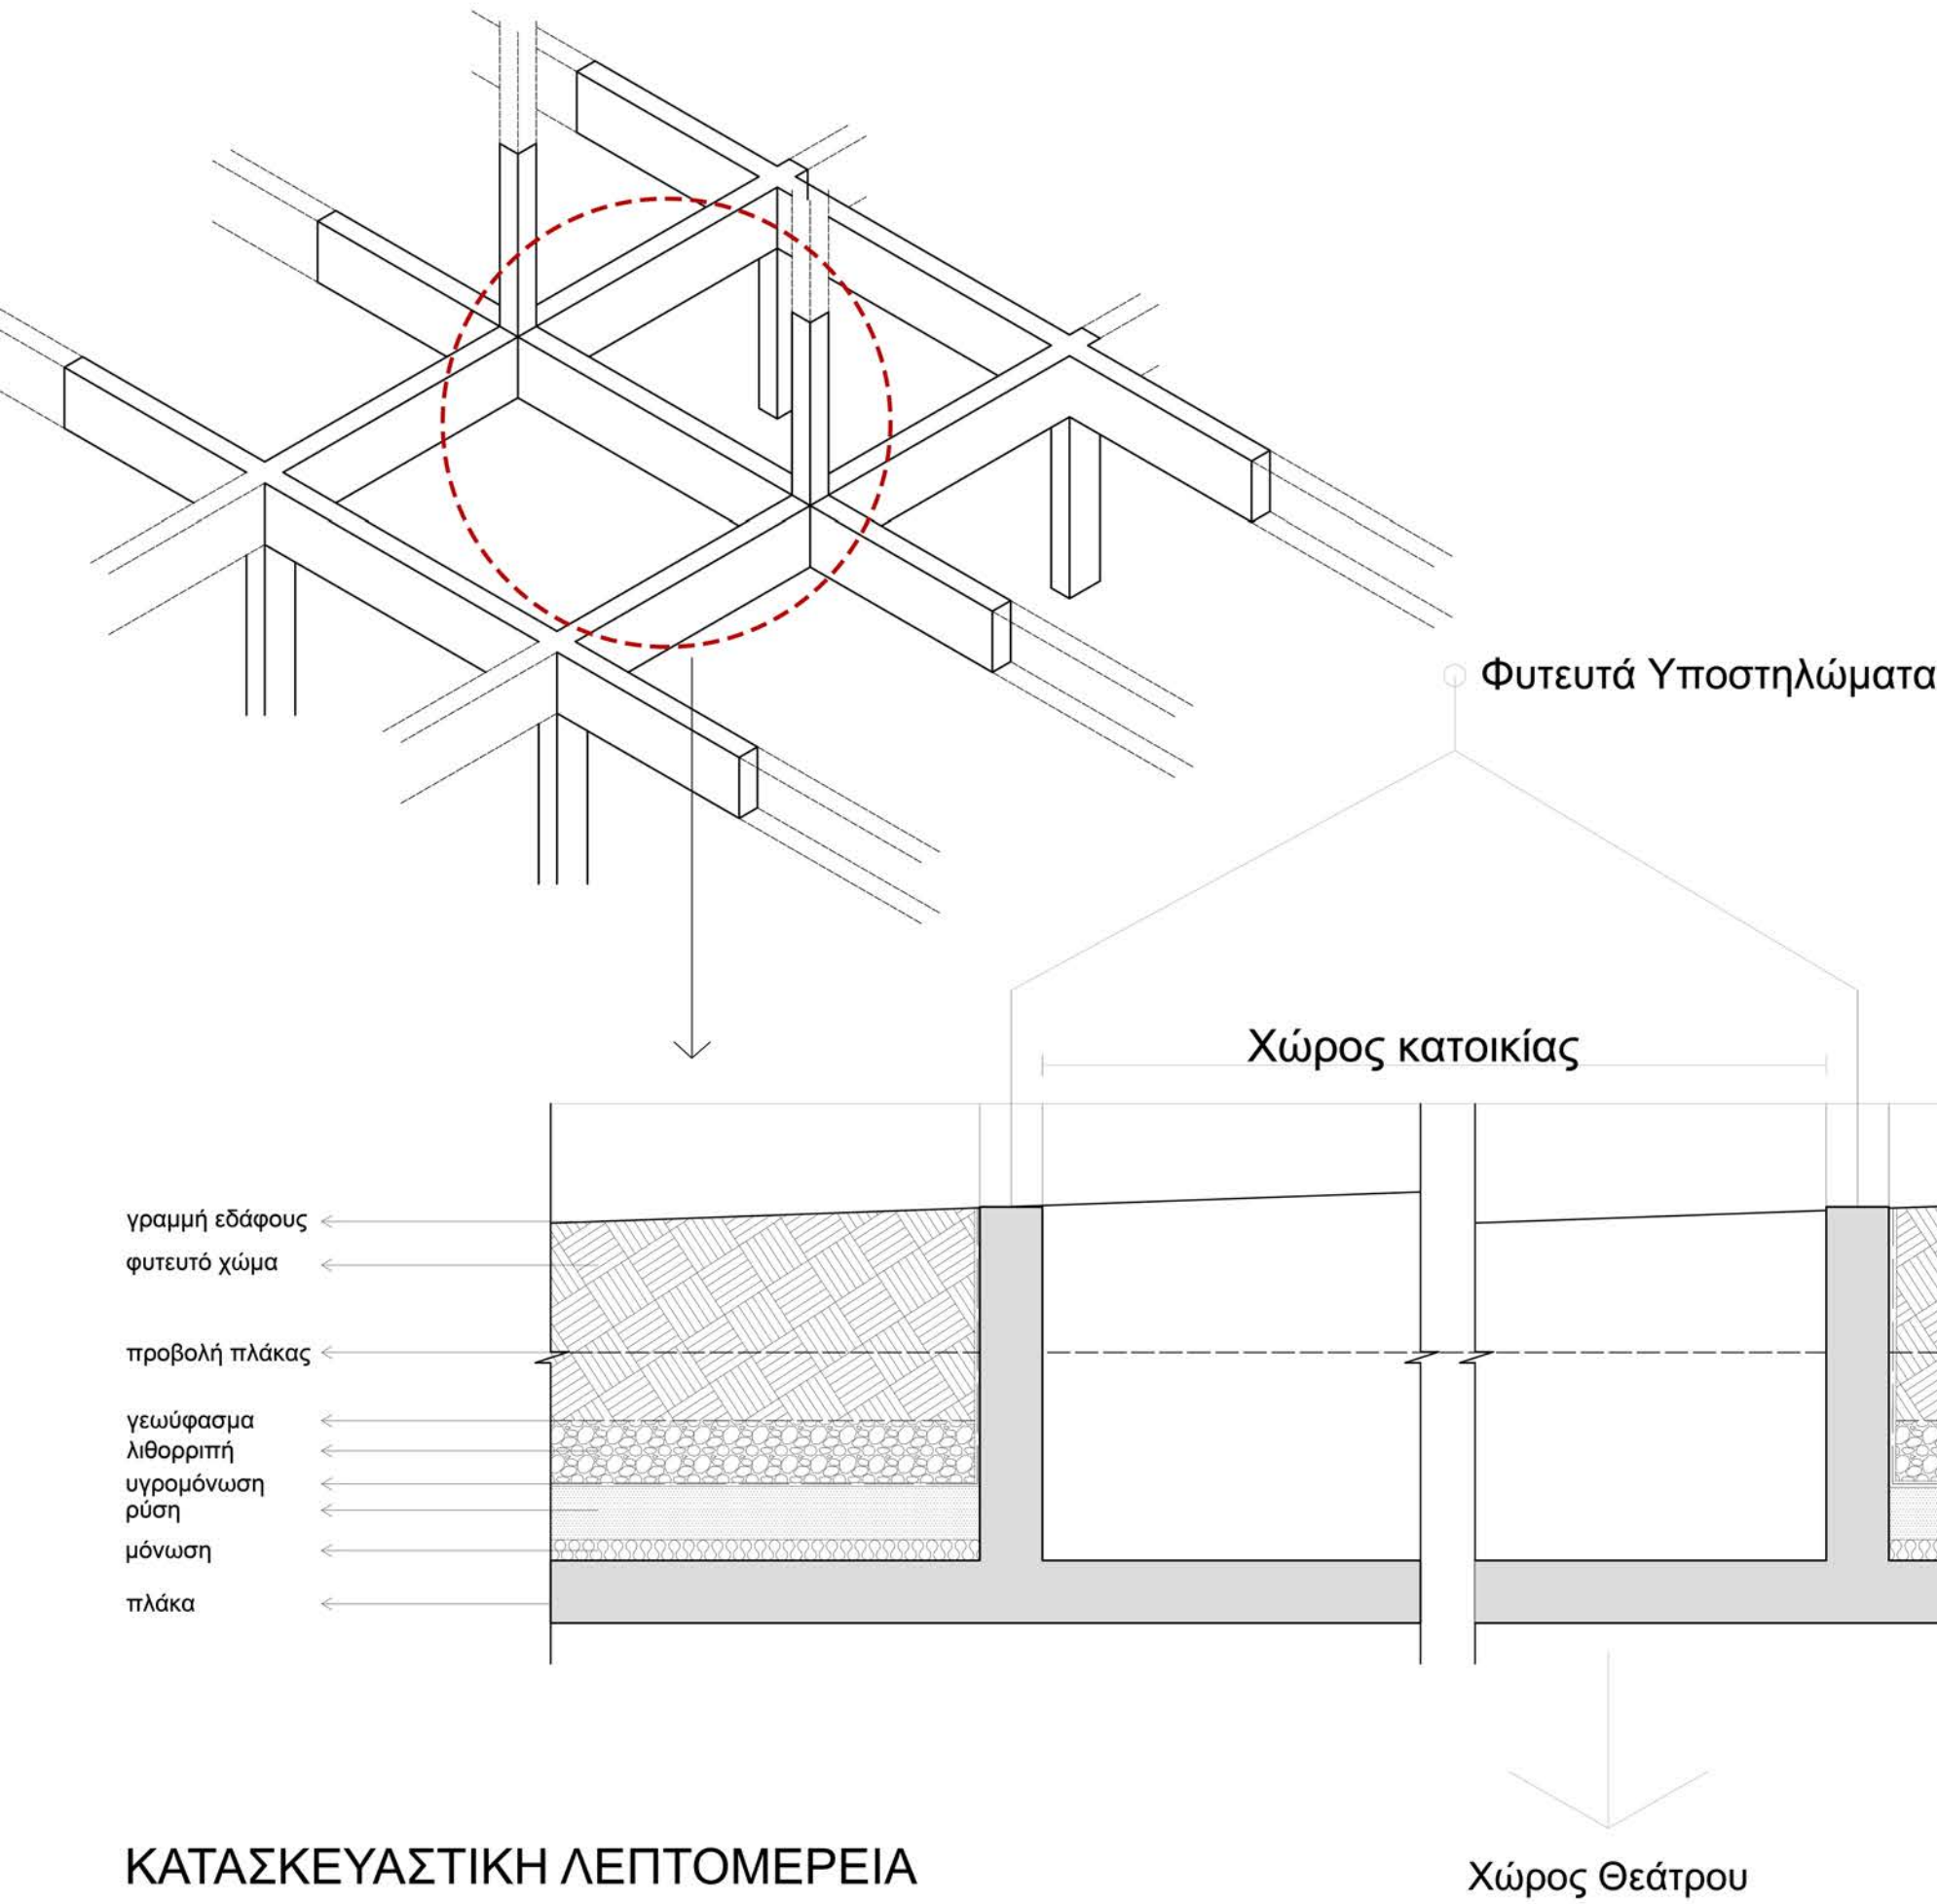 Φυτευτά Υποστηλώματα
Χώρος κατοικίας
γραμμή εδάφους
φυτευτό χώμα
προβολή πλάκας
γεωύφασμα
λιθορριπή
υγρομόνωση
ρύση
μόνωση
πλάκα
ΚΑΤΑΣΚΕΥΑΣΤΙΚΗ ΛΕΠΤΟΜΕΡΕΙΑ
Χώρος Θεάτρου